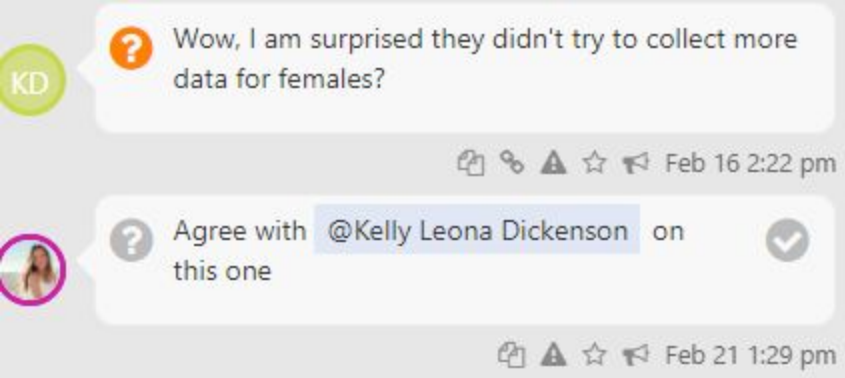 KD
Wow, I am surprised they didn't try to collect more
data for females?
Feb 16 2:22 pm
Agree with @Kelly Leona Dickenson on
this one
Feb 21 1:29 pm